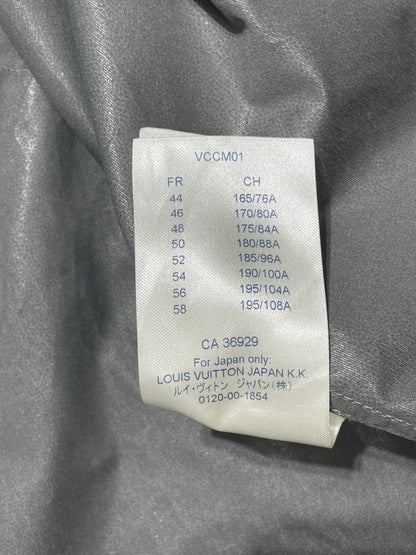 VCCM01
FR CH
44 165/76A
46 170/80A
48 175/84A
50 180/88A
52 185/96A
54 190/100A
56 195/104A
58 195/108A
CA 36929
For Japan only:
LOUIS VUITTON JAPAN K.K.
ルイ・ヴィトン ジャパン(株)
0120-00-1854